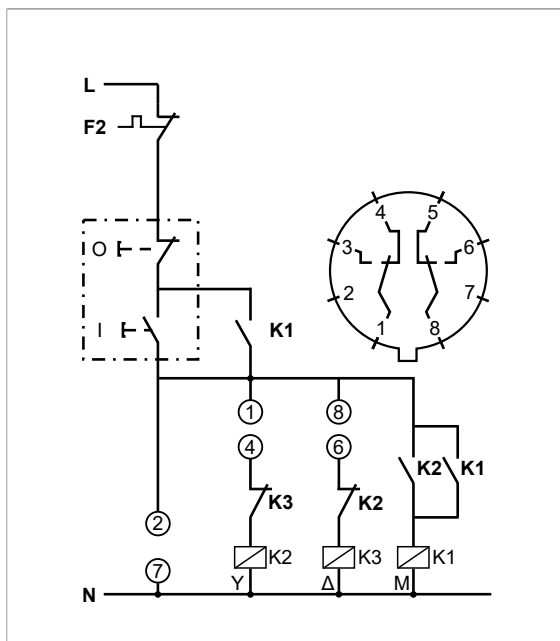 L
F2
4 5
O
3 6
2 7
I
K1
1 8
1 8
4 6
K2 K1
K3 K2
2
K2 K3 K1
7
Y Δ M
N